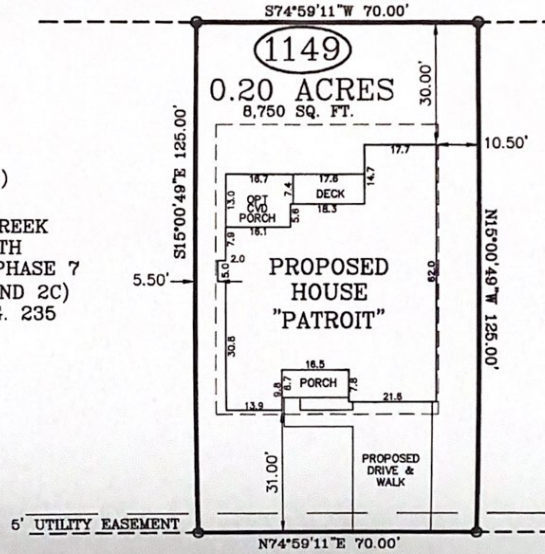 S74°59'11"W 70.00'
1149
0.20 ACRES
8,750 SQ. FT.
30.00'
10.50'
S15°00'49"E 125.00'
N15°00'49"W 125.00'
)
REEK
TH
PHASE 7
ND 2C)
. 235
17.7
14.7
16.7
17.6
13.0
7.4
DECK
OPT
CVD
PORCH
18.3
5.6
16.1
7.9
2.0
5.0
5.50'
PROPOSED
HOUSE
"PATROIT"
62.0
30.8
16.5
9.8
6.7
PORCH
7.8
13.9
21.6
31.00'
PROPOSED
DRIVE &
WALK
5' UTILITY EASEMENT
N74°59'11"E 70.00'